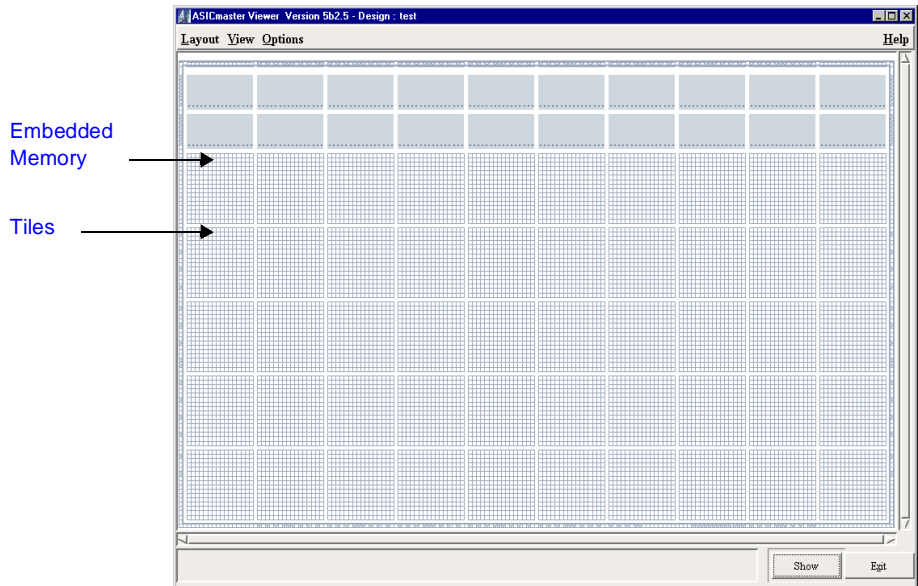 ASICmaster Viewer Version 5b2.5 - Design : test
Layout View Options Help
Embedded
Memory
Tiles
Show Exit